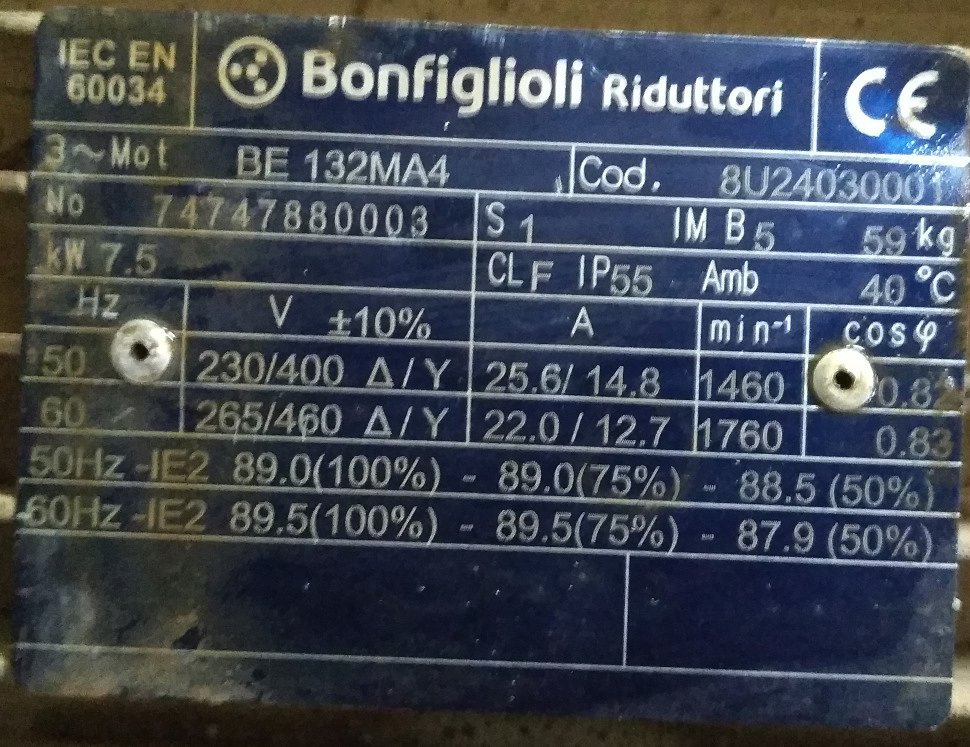 IEC EN
60034
Bonfiglioli Riduttori
CE
3~Mot BE 132MA4 Cod. 8U24030001
No 74747880003 S 1 IM B5 59 kg
kW 7.5 CL F IP55 Amb 40 °C
Hz V ±10% A min-1 cosφ
50 230/400 Δ/Y 25.6/ 14.8 1460 0.82
60 265/460 Δ/Y 22.0 / 12.7 1760 0.83
50Hz -IE2 89.0(100%) - 89.0(75%) - 88.5 (50%)
60Hz -IE2 89.5(100%) - 89.5(75%) - 87.9 (50%)